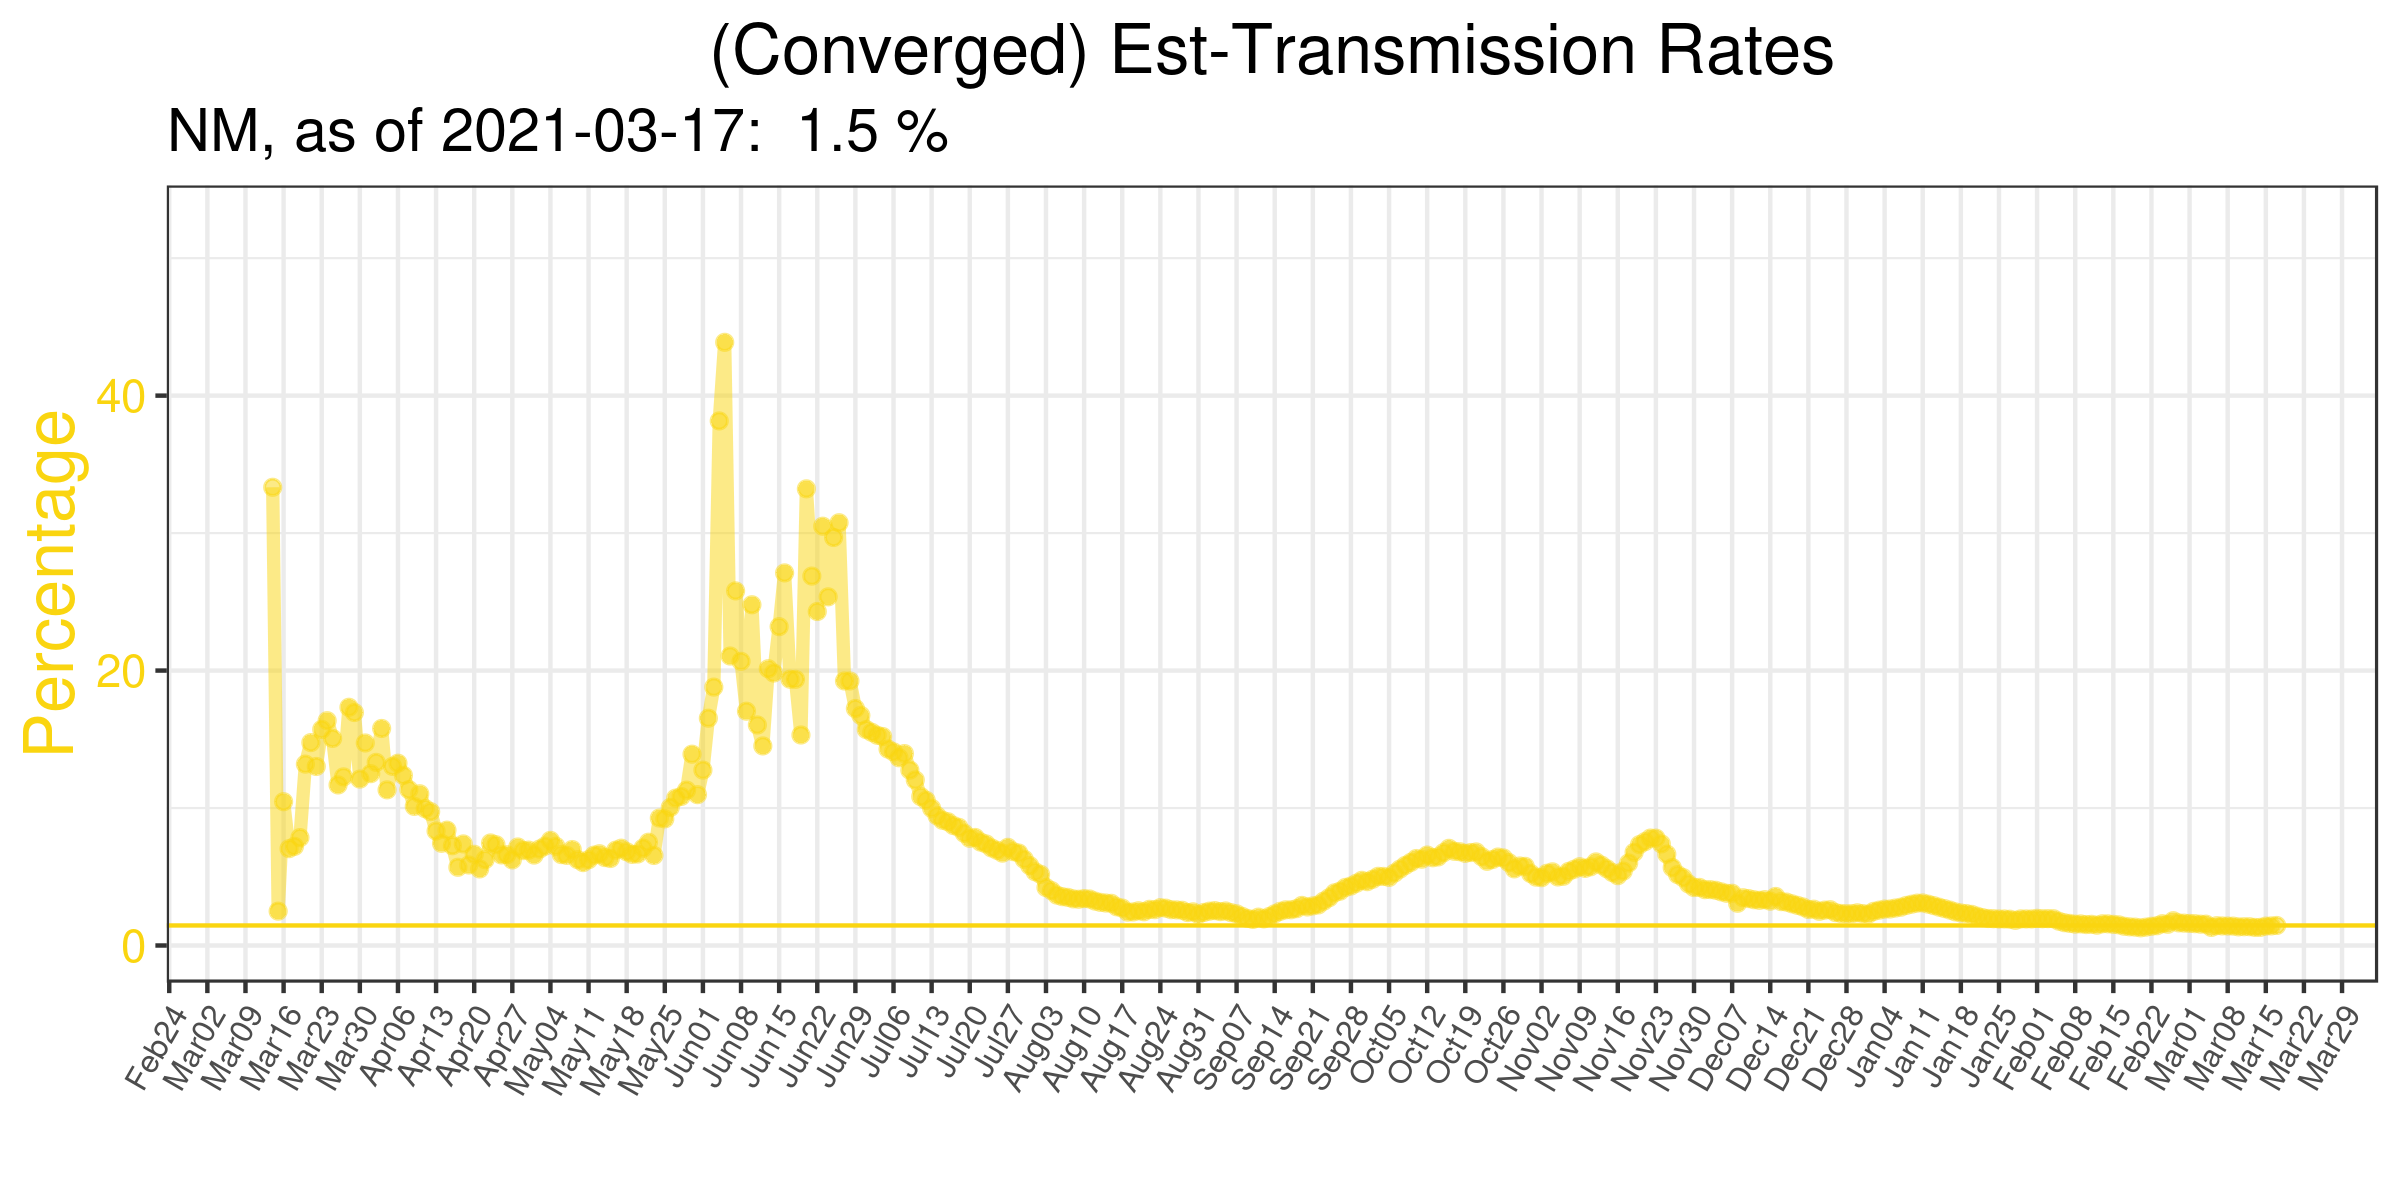 (Converged) Est-Transmission Rates
NM, as of 2021-03-17:  1.5 %
Percentage
40
20
0
Feb24
Mar02
Mar09
Mar16
Mar23
Mar30
Apr06
Apr13
Apr20
Apr27
May04
May11
May18
May25
Jun01
Jun08
Jun15
Jun22
Jun29
Jul06
Jul13
Jul20
Jul27
Aug03
Aug10
Aug17
Aug24
Aug31
Sep07
Sep14
Sep21
Sep28
Oct05
Oct12
Oct19
Oct26
Nov02
Nov09
Nov16
Nov23
Nov30
Dec07
Dec14
Dec21
Dec28
Jan04
Jan11
Jan18
Jan25
Feb01
Feb08
Feb15
Feb22
Mar01
Mar08
Mar15
Mar22
Mar29